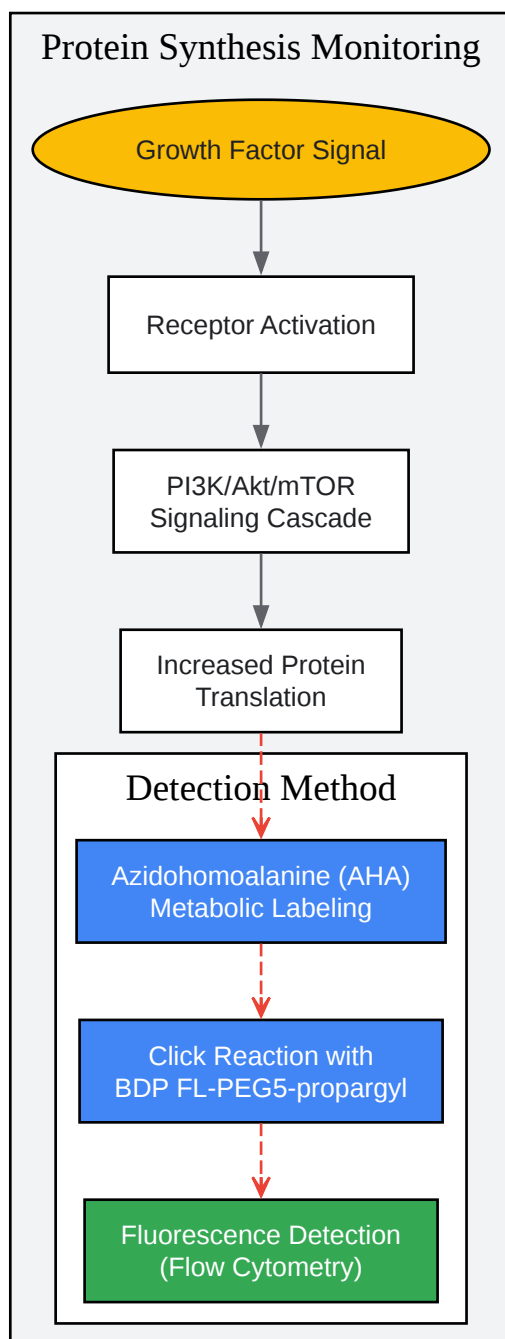 Protein Synthesis Monitoring
Growth Factor Signal
Receptor Activation
PI3K/Akt/mTOR
Signaling Cascade
Increased Protein
Translation
Detection Method
Azidohomoalanine (AHA)
Metabolic Labeling
Click Reaction with
BDP FL-PEG5-propargyl
Fluorescence Detection
(Flow Cytometry)